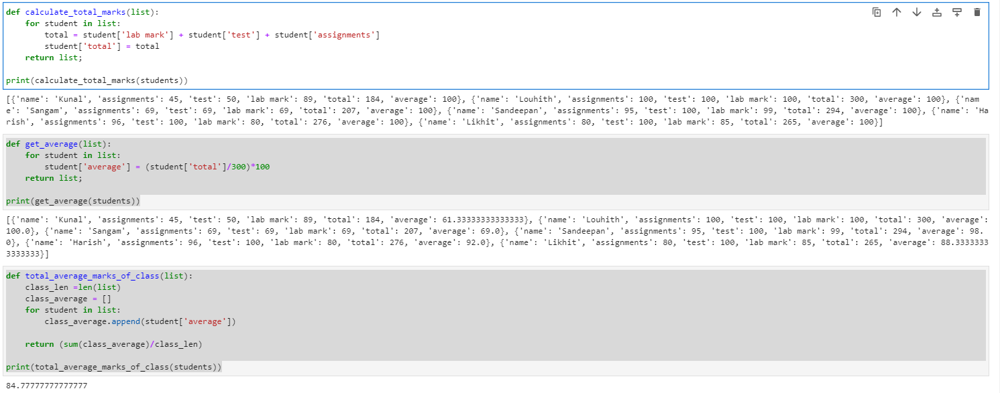 def calculate_total_marks(list):
    for student in list:
        total = student['lab mark'] + student['test'] + student['assignments']
        student['total'] = total
    return list;

print(calculate_total_marks(students))
[{'name': 'Kunal', 'assignments': 45, 'test': 50, 'lab mark': 89, 'total': 184, 'average': 100}, {'name': 'Louhith', 'assignments': 100, 'test': 100, 'lab mark': 100, 'total': 300, 'average': 100}, {'nam
e': 'Sangam', 'assignments': 69, 'test': 69, 'lab mark': 69, 'total': 207, 'average': 100}, {'name': 'Sandeepan', 'assignments': 95, 'test': 100, 'lab mark': 99, 'total': 294, 'average': 100}, {'name': 'Ha
rish', 'assignments': 96, 'test': 100, 'lab mark': 80, 'total': 276, 'average': 100}, {'name': 'Likhit', 'assignments': 80, 'test': 100, 'lab mark': 85, 'total': 265, 'average': 100}]
def get_average(list):
    for student in list:
        student['average'] = (student['total']/300)*100
    return list;

print(get_average(students))
[{'name': 'Kunal', 'assignments': 45, 'test': 50, 'lab mark': 89, 'total': 184, 'average': 61.33333333333333}, {'name': 'Louhith', 'assignments': 100, 'test': 100, 'lab mark': 100, 'total': 300, 'average':
100.0}, {'name': 'Sangam', 'assignments': 69, 'test': 69, 'lab mark': 69, 'total': 207, 'average': 69.0}, {'name': 'Sandeepan', 'assignments': 95, 'test': 100, 'lab mark': 99, 'total': 294, 'average': 98.
0}, {'name': 'Harish', 'assignments': 96, 'test': 100, 'lab mark': 80, 'total': 276, 'average': 92.0}, {'name': 'Likhit', 'assignments': 80, 'test': 100, 'lab mark': 85, 'total': 265, 'average': 88.3333333
3333333}]
def total_average_marks_of_class(list):
    class_len =len(list)
    class_average = []
    for student in list:
        class_average.append(student['average'])

    return (sum(class_average)/class_len)

print(total_average_marks_of_class(students))
84.77777777777777